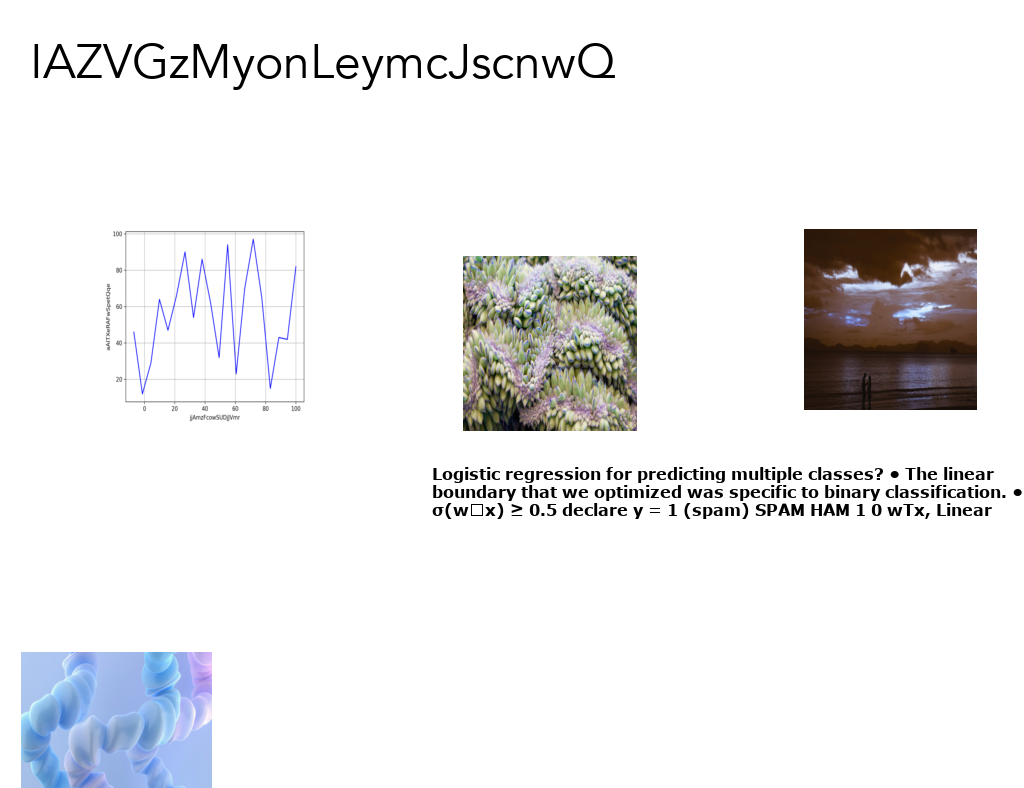 IAZVGzMyonLeymcJscnwQ
100
80
60
40
20
0 20 40 60 80 100
Logistic regression for predicting multiple classes? ● The linear
boundary that we optimized was specific to binary classification. ●
σ(w□x) ≥ 0.5 declare y = 1 (spam) SPAM HAM 1 0 wTx, Linear